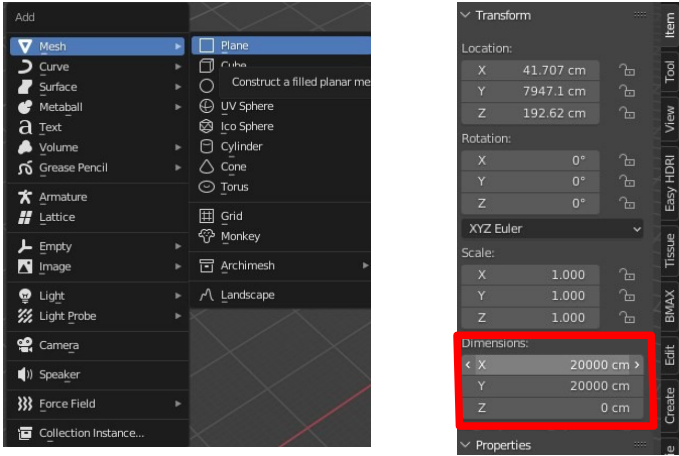 Add
Mesh
Curve
Surface
Metaball
Text
Volume
Grease Pencil
Armature
Lattice
Empty
Image
Light
Light Probe
Camera
Speaker
Force Field
Collection Instance...
Plane
Cube
Construct a filled planar me
UV Sphere
Ico Sphere
Cylinder
Cone
Torus
Grid
Monkey
Archimesh
Landscape
Transform
Location:
X 41.707 cm
Y 7947.1 cm
Z 192.62 cm
Rotation:
X 0°
Y 0°
Z 0°
XYZ Euler
Scale:
X 1.000
Y 1.000
Z 1.000
Dimensions:
X 20000 cm
Y 20000 cm
Z 0 cm
Properties
Item
Tool
View
Easy HDRI
Tissue
BMAX
Edit
Create